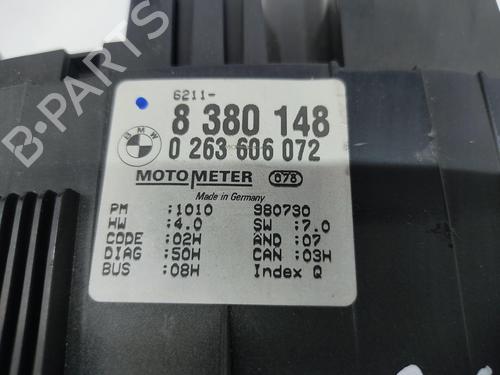 B-PARTS
6211-
BMW
8 380 148
0 263 606 072
MOTOMETER 078
Made in Germany
PM :1010 980730
HW :4.0 SW :7.0
CODE :02H AND :07
DIAG :50H CAN :03H
BUS :08H Index Q